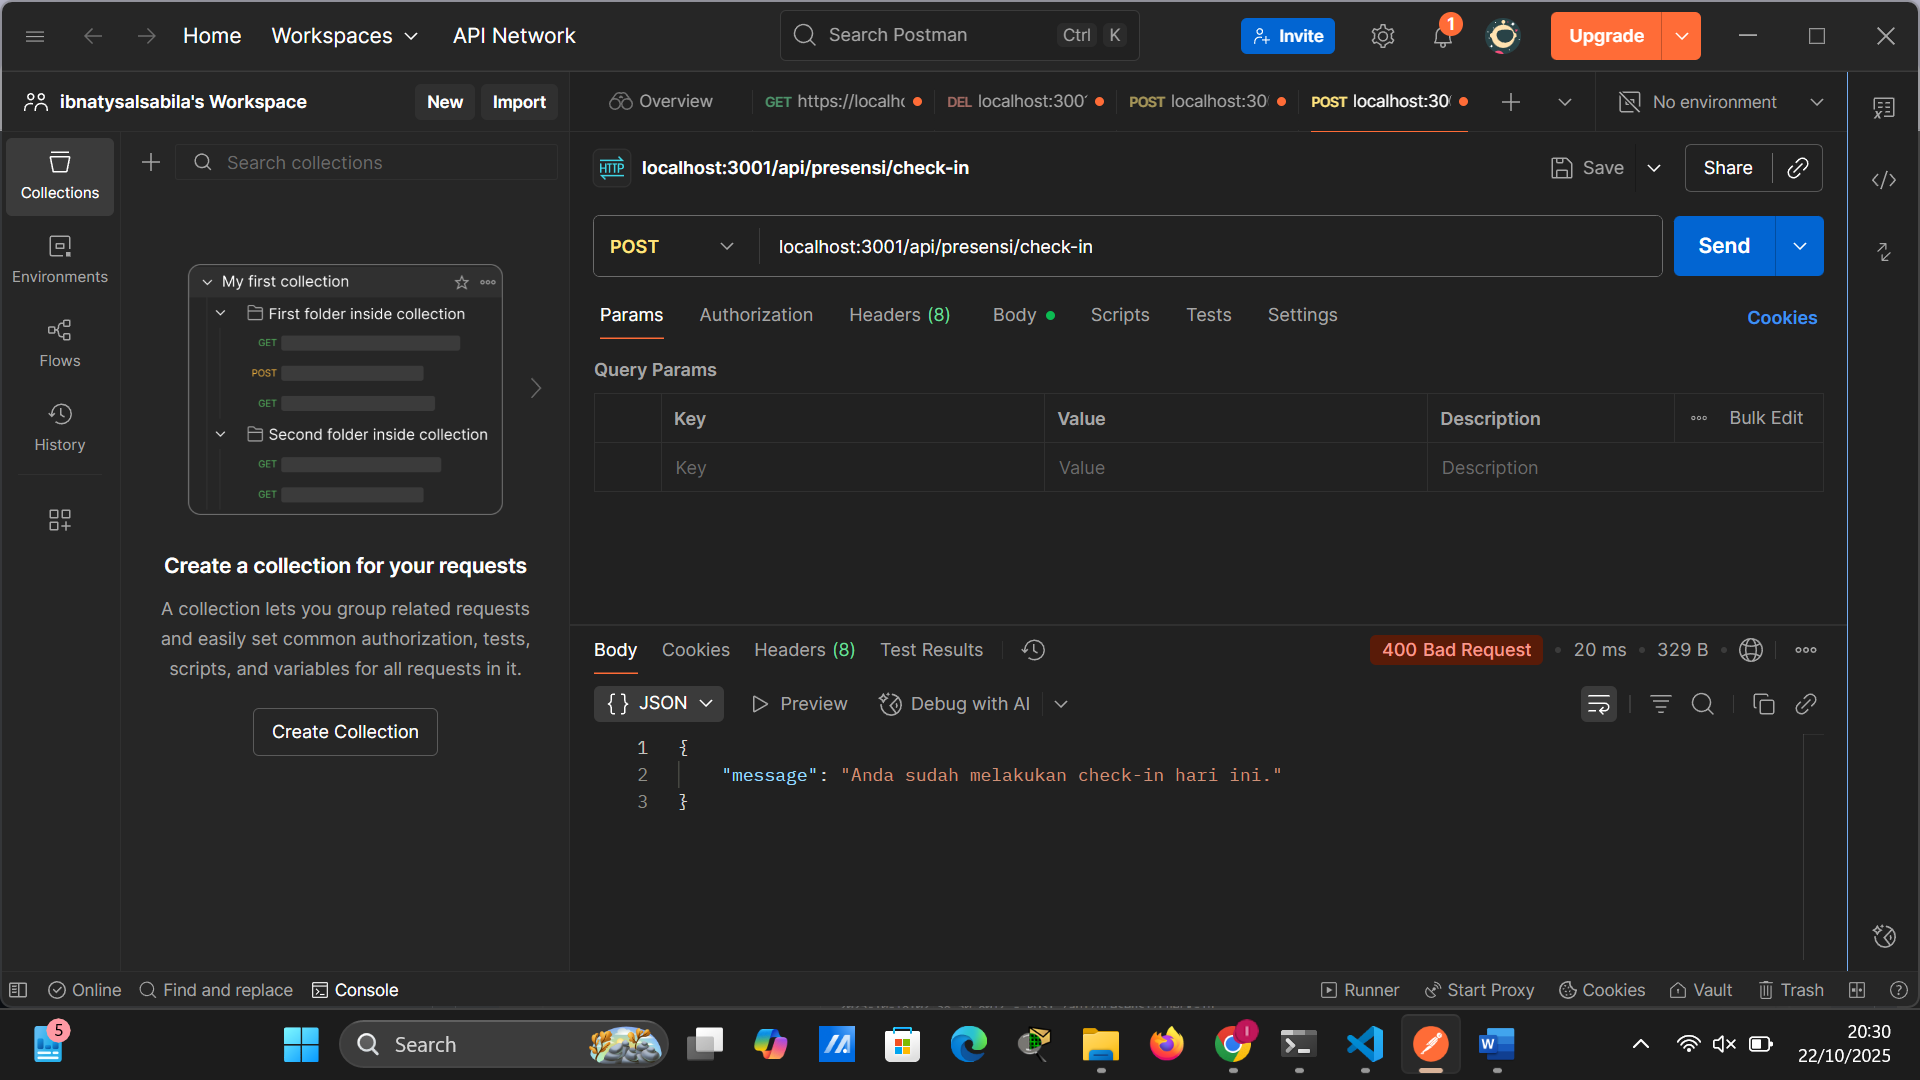 Home
Workspaces
API Network
Search Postman
Ctrl K
Invite
1
Upgrade
ibnatysalsabila's Workspace
New
Import
Overview
GET https://localhc
DEL localhost:300
POST localhost:30
POST localhost:30
No environment
Collections
Search collections
localhost:3001/api/presensi/check-in
Save
Share
POST
localhost:3001/api/presensi/check-in
Send
Environments
Flows
History
My first collection
First folder inside collection
GET
POST
GET
Second folder inside collection
GET
GET
Create a collection for your requests
A collection lets you group related requests
and easily set common authorization, tests,
scripts, and variables for all requests in it.
Create Collection
Params
Authorization
Headers (8)
Body
Scripts
Tests
Settings
Cookies
Query Params
Key
Value
Description
Bulk Edit
Key
Value
Description
Body
Cookies
Headers (8)
Test Results
400 Bad Request
20 ms
329 B
{} JSON
Preview
Debug with AI
1 {
2 "message": "Anda sudah melakukan check-in hari ini."
3 }
Online
Find and replace
Console
Runner
Start Proxy
Cookies
Vault
Trash
5
Search
20:30
22/10/2025